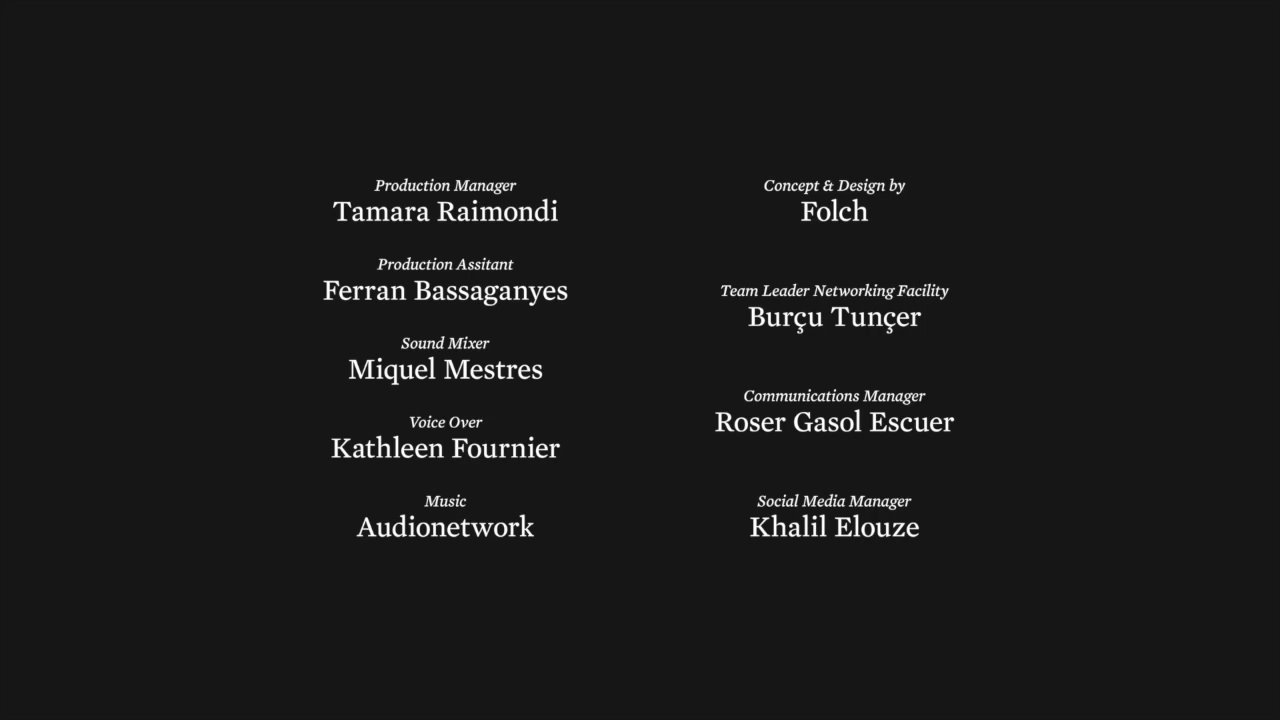 Production Manager
Tamara Raimondi
Production Assitant
Ferran Bassaganyes
Sound Mixer
Miquel Mestres
Voice Over
Kathleen Fournier
Music
Audionetwork
Concept & Design by
Folch
Team Leader Networking Facility
Burçu Tunçer
Communications Manager
Roser Gasol Escuer
Social Media Manager
Khalil Elouze